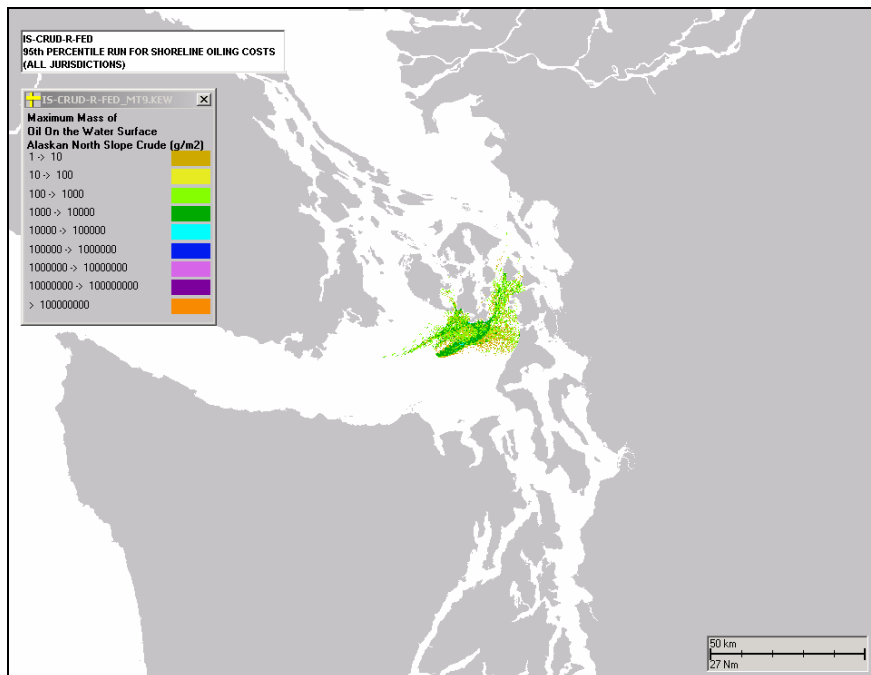 IS-CRUD-R-FED
95th PERCENTILE RUN FOR SHORELINE OILING COSTS
(ALL JURISDICTIONS)
IS-CRUD-R-FED_MT9.KEW
Maximum Mass of
Oil On the Water Surface
Alaskan North Slope Crude (g/m2)
1 -> 10
10 -> 100
100 -> 1000
1000 -> 10000
10000 -> 100000
100000 -> 1000000
1000000 -> 10000000
10000000 -> 100000000
> 100000000
50 km
27 Nm